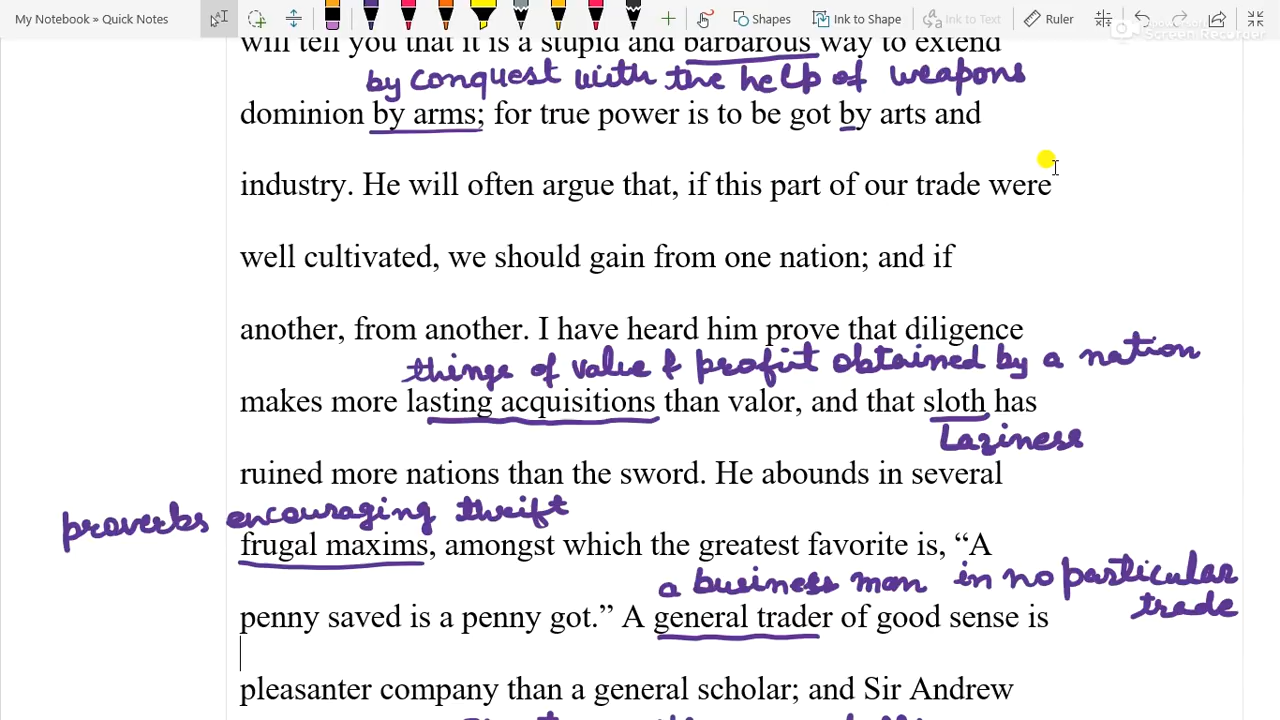 My Notebook » Quick Notes
Shapes
Ink to Shape
Ink to Text
Ruler
Screen Recorder
will tell you that it is a stupid and barbarous way to extend
by conquest with the help of weapons
dominion by arms; for true power is to be got by arts and
industry. He will often argue that, if this part of our trade were
well cultivated, we should gain from one nation; and if
another, from another. I have heard him prove that diligence
things of value & profit obtained by a nation
makes more lasting acquisitions than valor, and that sloth has
Laziness
ruined more nations than the sword. He abounds in several
proverbs encouraging thrift
frugal maxims, amongst which the greatest favorite is, “A
a business man in no particular
trade
penny saved is a penny got.” A general trader of good sense is
pleasanter company than a general scholar; and Sir Andrew